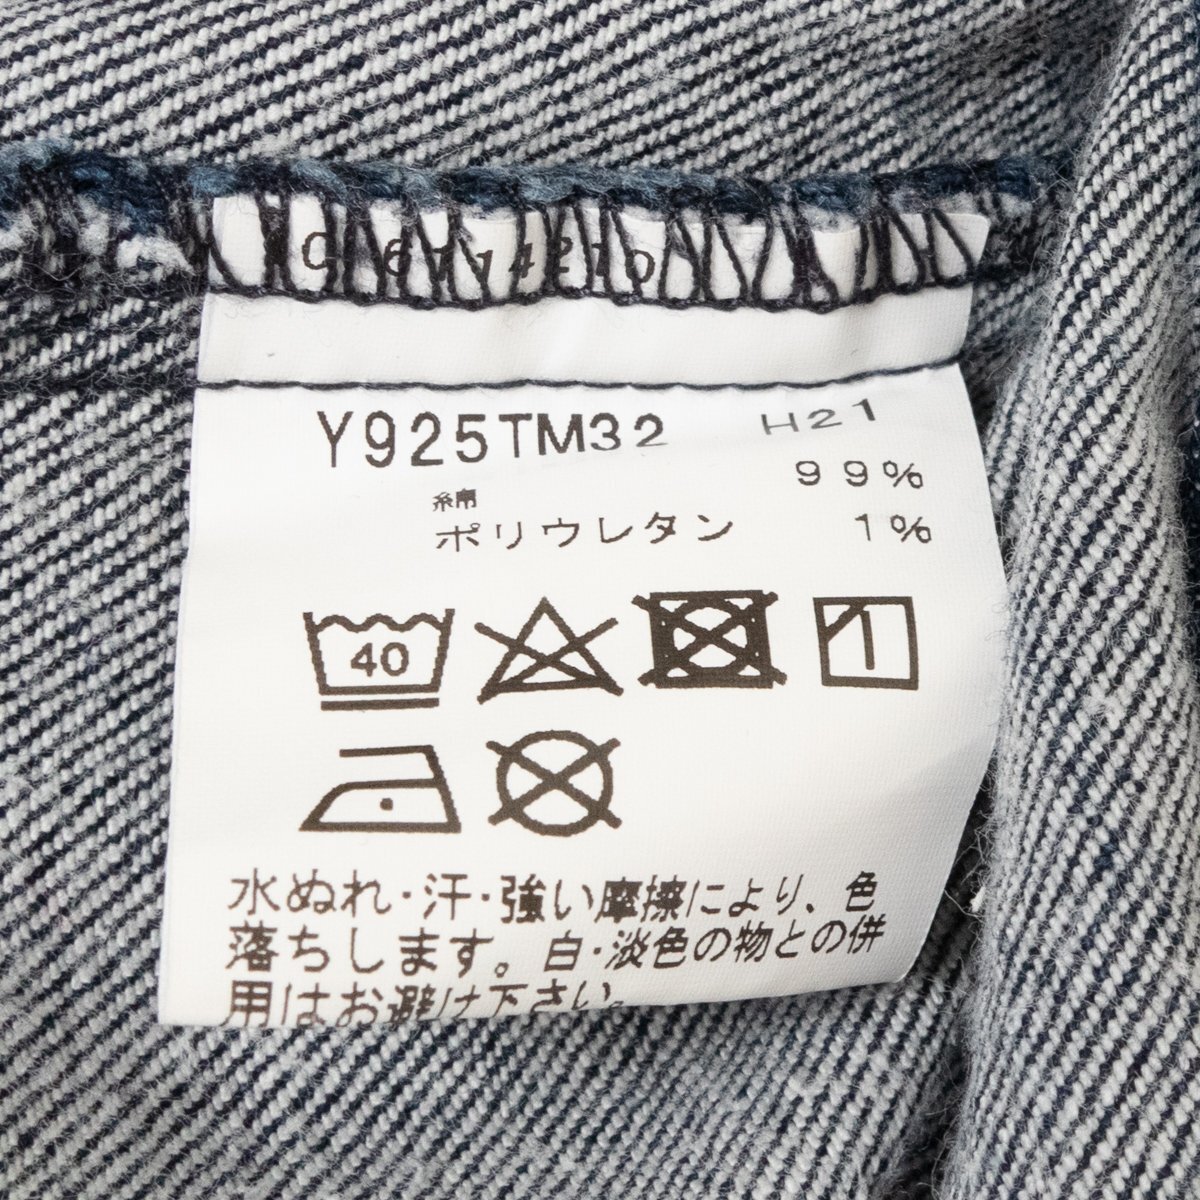 Y925TM32 H21
綿 99%
ポリウレタン 1%
40
水ぬれ・汗・強い摩擦により、色
落ちします。白・淡色の物との併
用はお避け下さい。